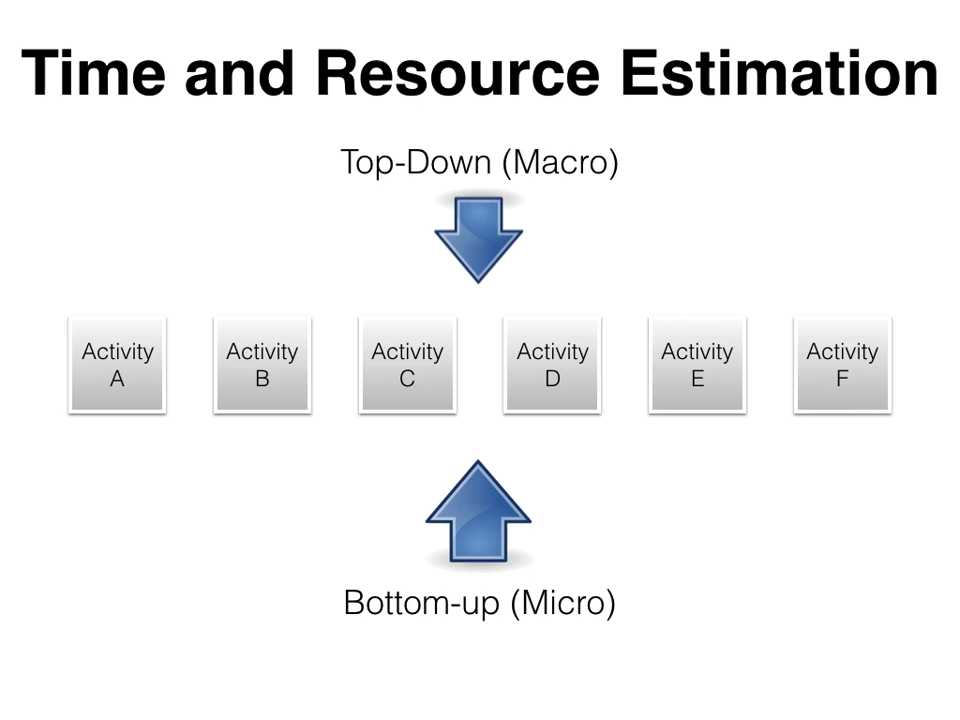 Time and Resource Estimation
Top-Down (Macro)
Activity
A
Activity
B
Activity
C
Activity
D
Activity
E
Activity
F
Bottom-up (Micro)